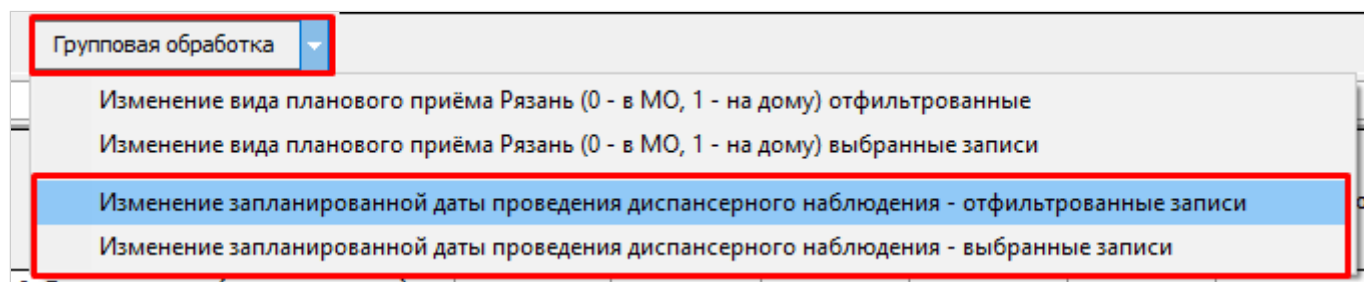 Групповая обработка
Изменение вида планового приёма Рязань (0 - в МО, 1 - на дому) отфильтрованные
Изменение вида планового приёма Рязань (0 - в МО, 1 - на дому) выбранные записи
Изменение запланированной даты проведения диспансерного наблюдения - отфильтрованные записи
Изменение запланированной даты проведения диспансерного наблюдения - выбранные записи